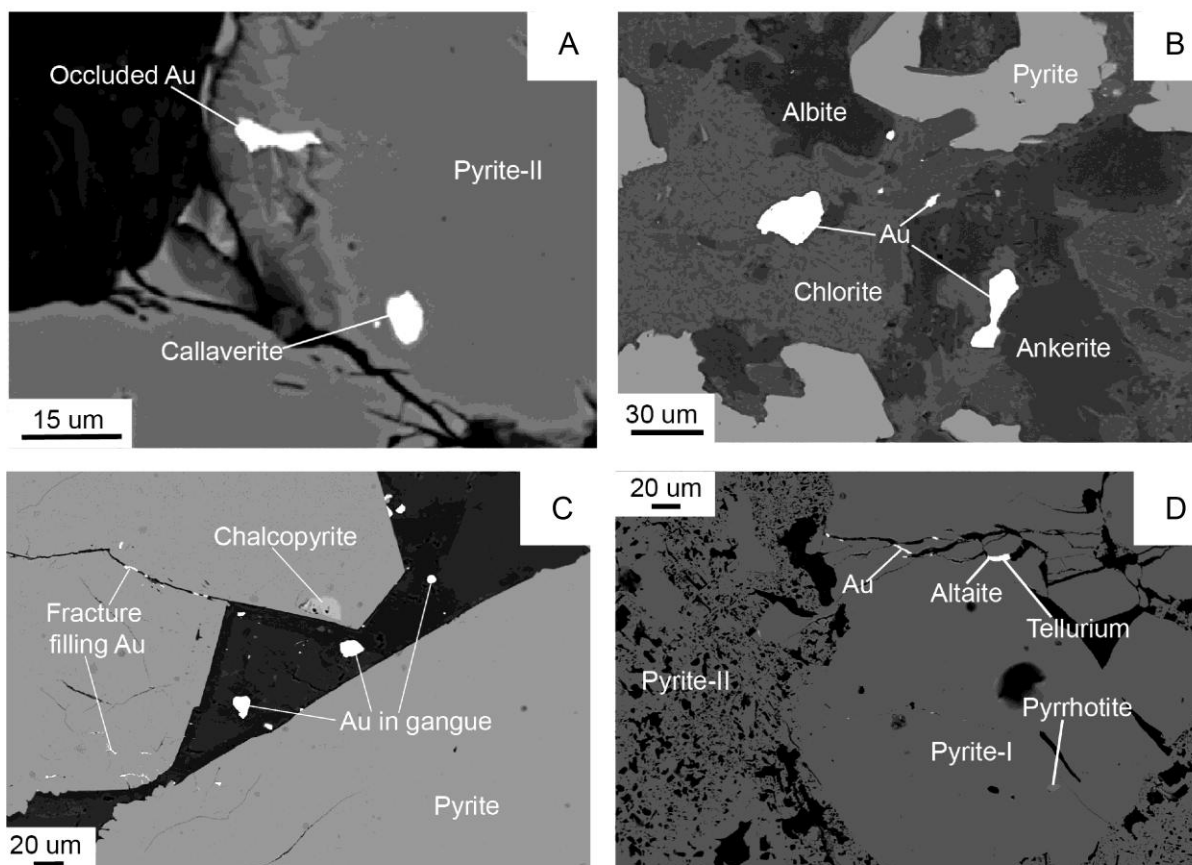 A
Occluded Au
Pyrite-II
Callaverite
15 um
B
Pyrite
Albite
Au
Chlorite
Ankerite
30 um
C
Chalcopyrite
Fracture
filling Au
Au in gangue
Pyrite
20 um
20 um
D
Au
Altaite
Tellurium
Pyrite-II
Pyrrhotite
Pyrite-I